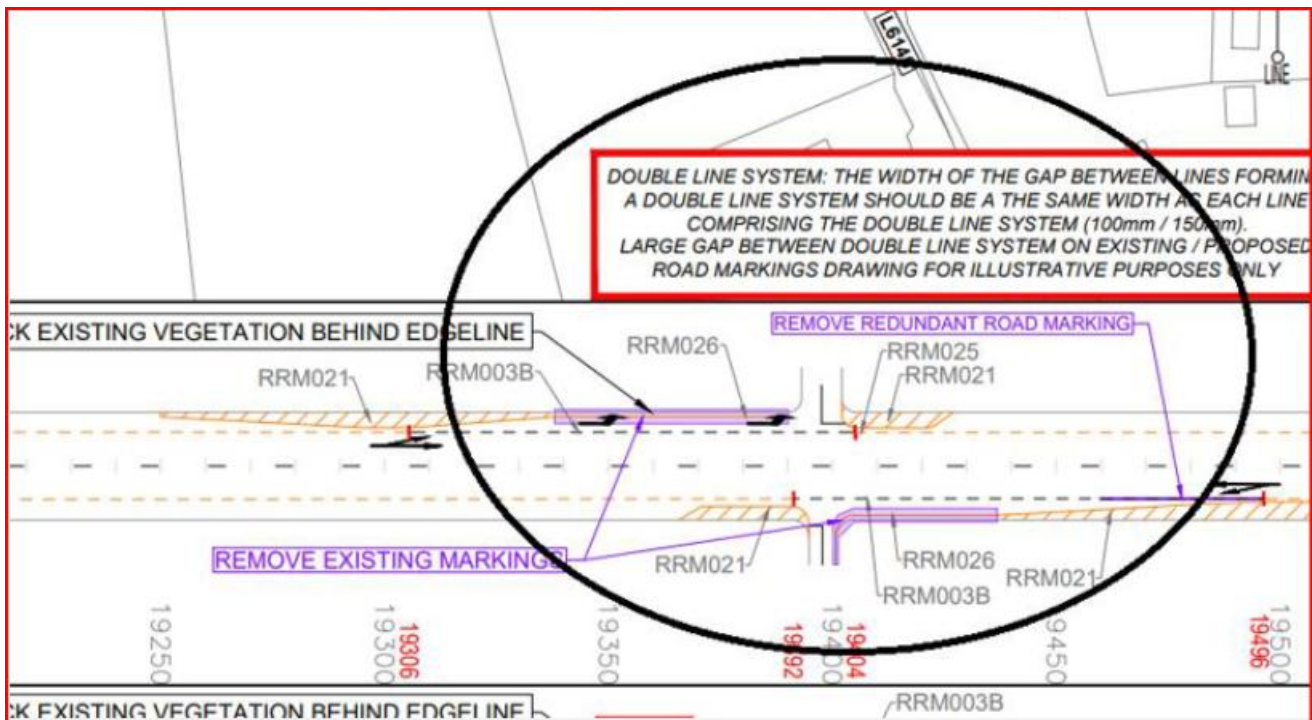 L614
DOUBLE LINE SYSTEM: THE WIDTH OF THE GAP BETWEEN LINES FORMIN
A DOUBLE LINE SYSTEM SHOULD BE A THE SAME WIDTH AS EACH LINE
COMPRISING THE DOUBLE LINE SYSTEM (100mm / 150mm).
LARGE GAP BETWEEN DOUBLE LINE SYSTEM ON EXISTING / PROPOSED
ROAD MARKINGS DRAWING FOR ILLUSTRATIVE PURPOSES ONLY
CK EXISTING VEGETATION BEHIND EDGELINE
REMOVE REDUNDANT ROAD MARKING
RRM026
RRM025
RRM021
RRM003B
RRM021
REMOVE EXISTING MARKINGS
RRM021
RRM026
RRM021
RRM003B
19250
19300
19306
19350
19392
19400
19404
19450
19496
19500
CK EXISTING VEGETATION BEHIND EDGELINE
RRM003B